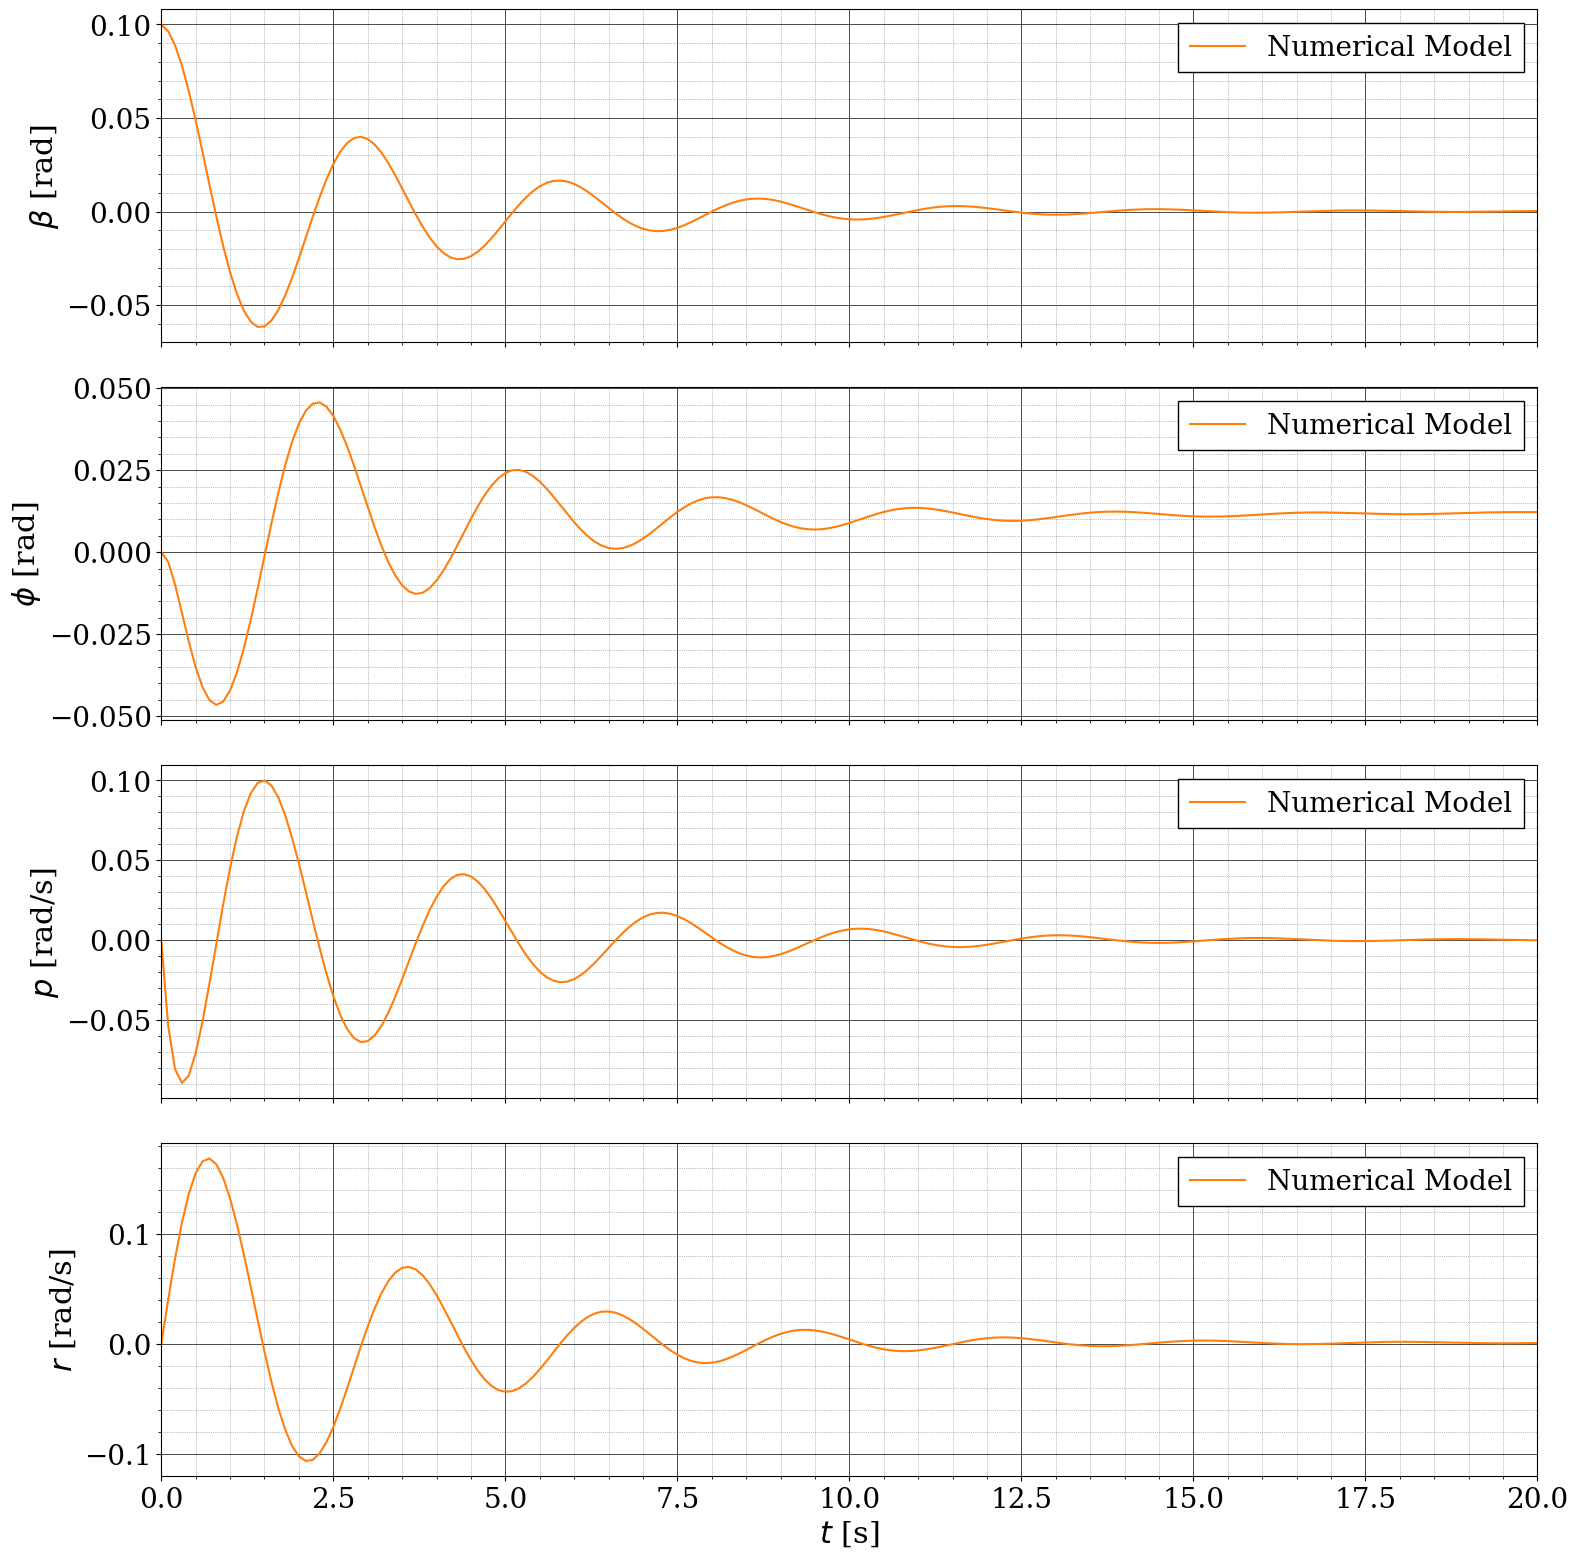 0.10
0.05
0.00
−0.05
β [rad]
Numerical Model
0.050
0.025
0.000
−0.025
−0.050
ϕ [rad]
Numerical Model
0.10
0.05
0.00
−0.05
p [rad/s]
Numerical Model
0.1
0.0
−0.1
r [rad/s]
Numerical Model
0.0 2.5 5.0 7.5 10.0 12.5 15.0 17.5 20.0
t [s]